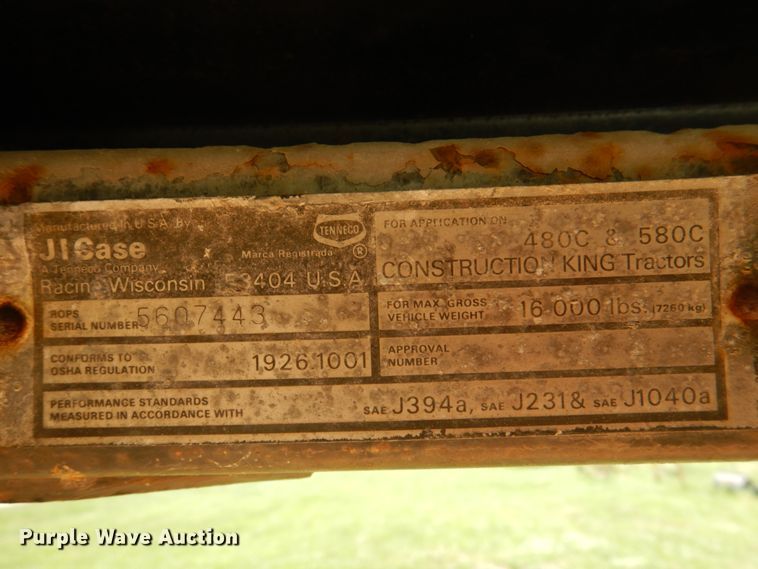 Manufactured in U.S.A. by
JI Case
A Tenneco Company
Racine Wisconsin 53404 U.S.A
TENNECO
®
Marca Registrada
ROPS
SERIAL NUMBER 5607443
CONFORMS TO
OSHA REGULATION 1926.1001
FOR APPLICATION ON
480C & 580C
CONSTRUCTION KING Tractors
FOR MAX. GROSS
VEHICLE WEIGHT 16.000 lbs. (7260 kg)
APPROVAL
NUMBER
PERFORMANCE STANDARDS
MEASURED IN ACCORDANCE WITH SAE J394a, SAE J231& SAE J1040a
Purple Wave Auction